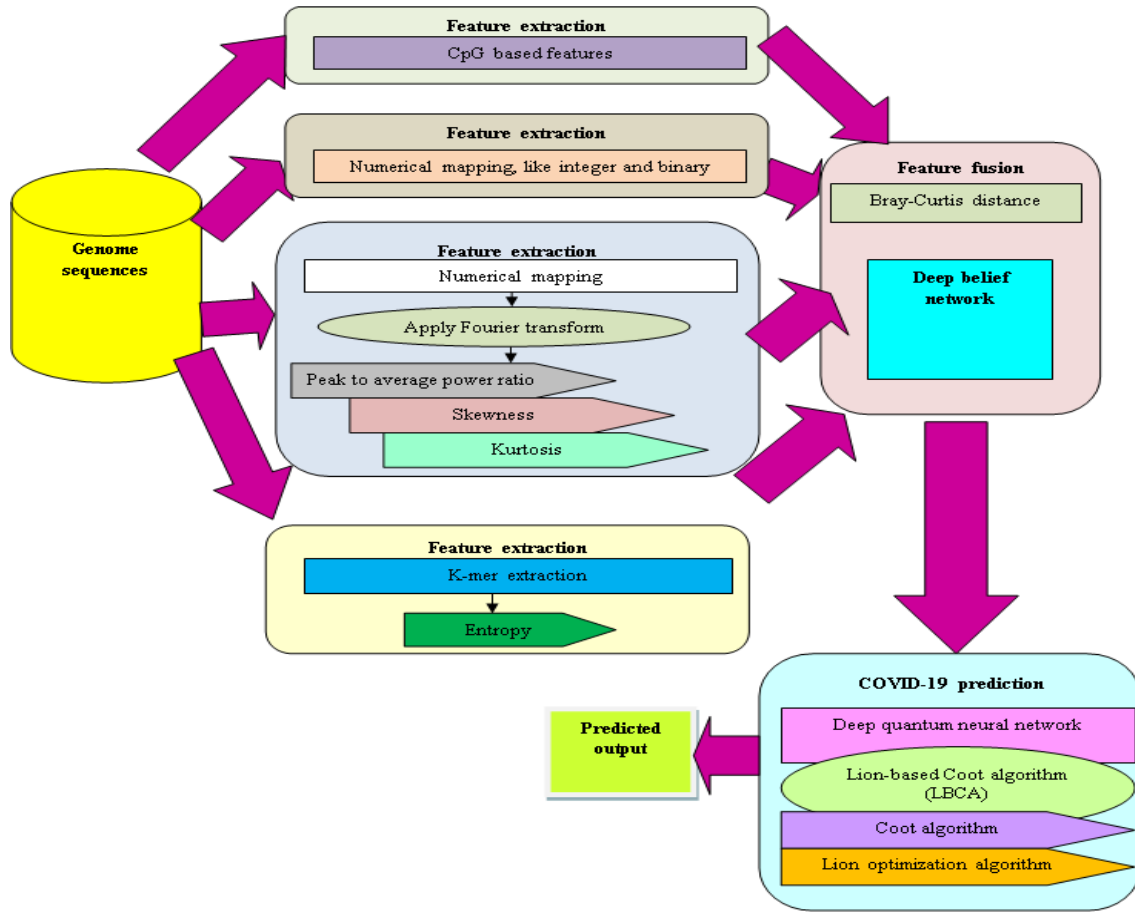 Feature extraction
CpG based features
Feature extraction
Numerical mapping, like integer and binary
Genome
sequences
Feature extraction
Numerical mapping
Apply Fourier transform
Peak to average power ratio
Skewness
Kurtosis
Feature extraction
K-mer extraction
Entropy
Feature fusion
Bray-Curtis distance
Deep belief
network
COVID-19 prediction
Deep quantum neural network
Lion-based Coot algorithm
(LBCA)
Coot algorithm
Lion optimization algorithm
Predicted
output